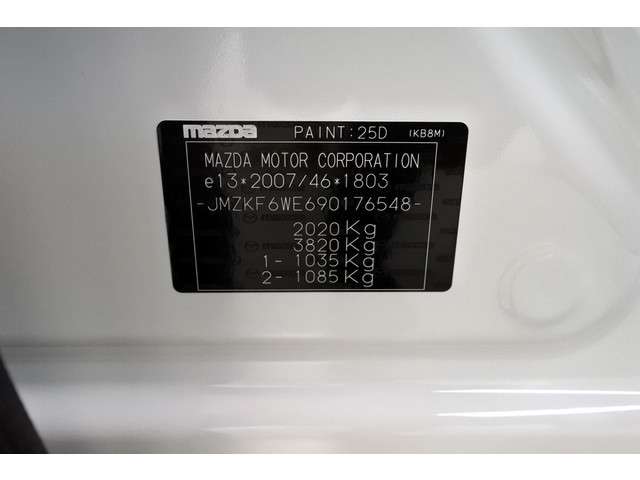 mazda PAINT:25D (KB8M)
MAZDA MOTOR CORPORATION
e13*2007/46*1803
-JMZKF6WE690176548-
2020Kg
3820Kg
1- 1035Kg
2- 1085Kg